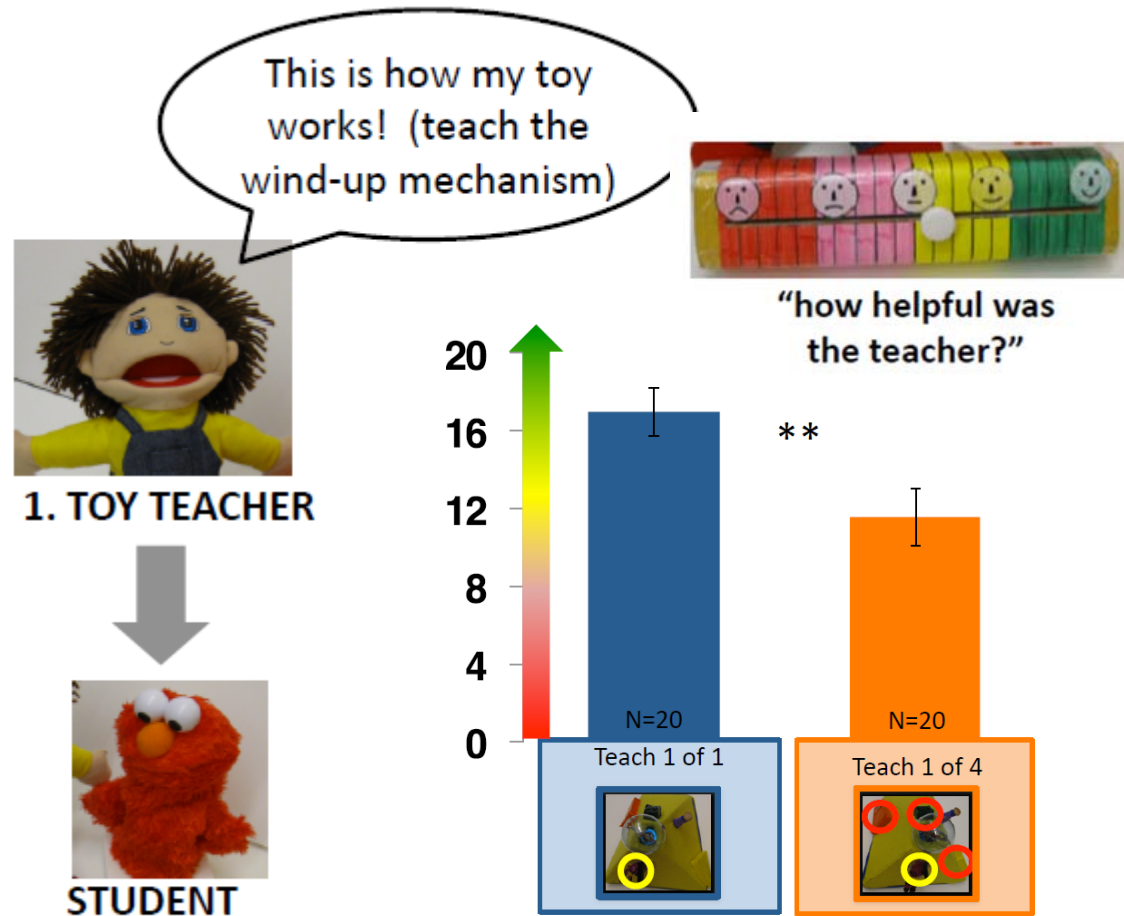 This is how my toy
works! (teach the
wind-up mechanism)
“how helpful was
the teacher?”
1. TOY TEACHER
STUDENT
20
16
12
8
4
0
**
N=20
N=20
Teach 1 of 1
Teach 1 of 4